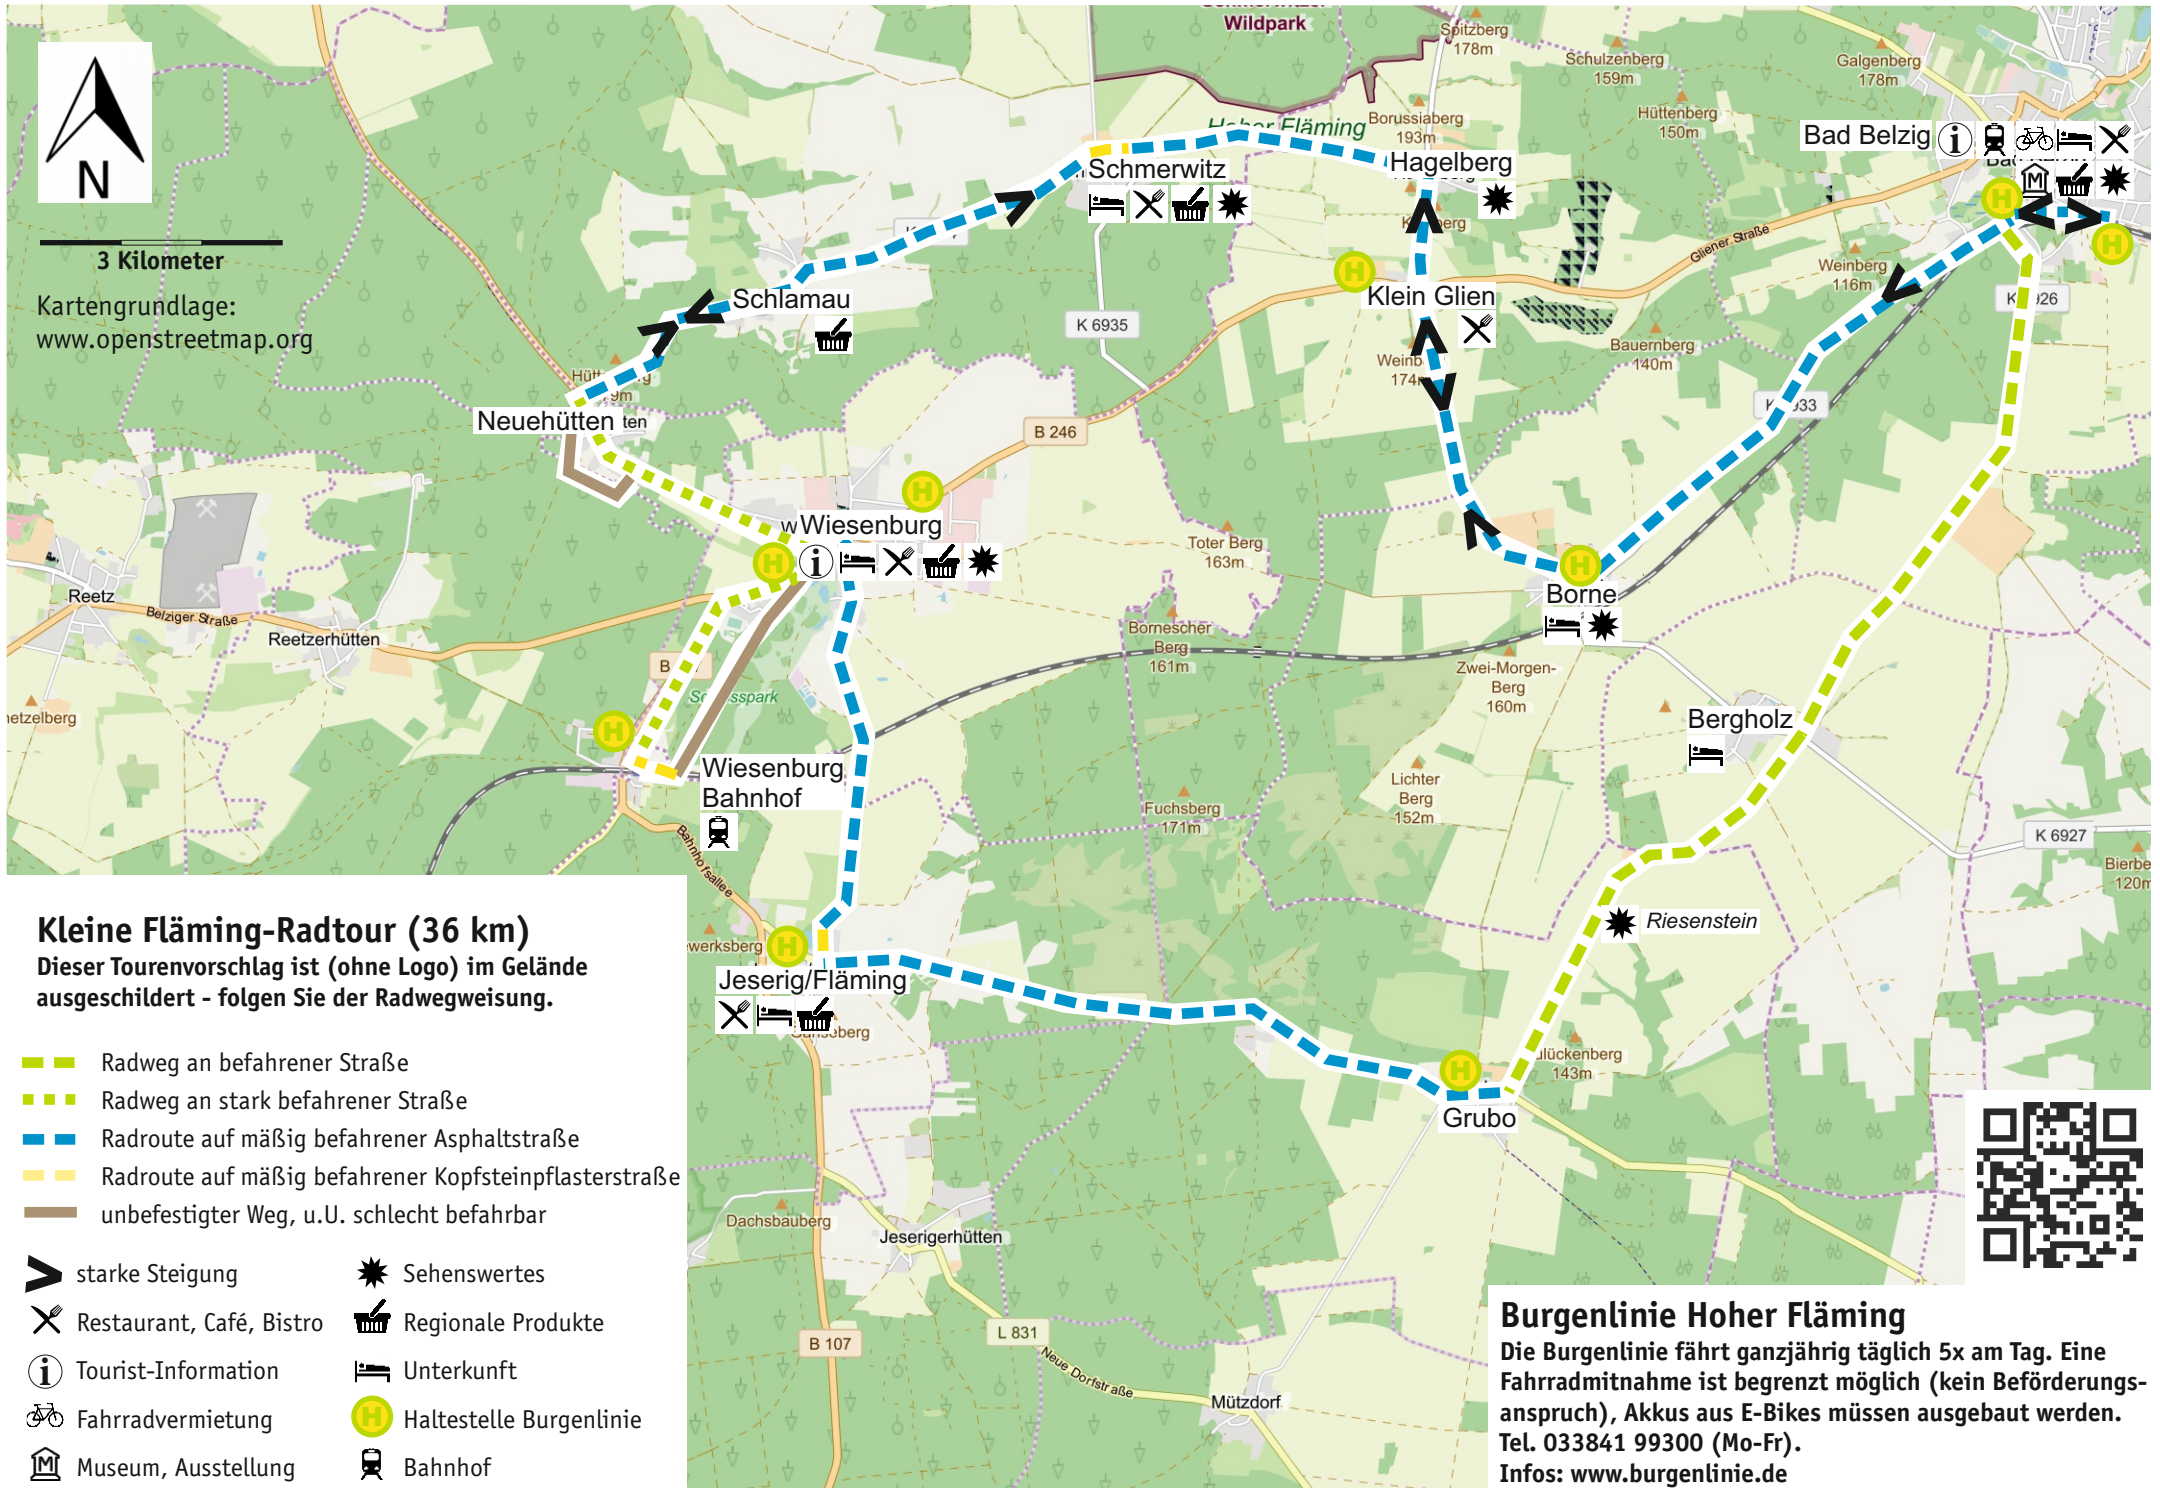 Wildpark
Spitzberg
178m
Schulzenberg
159m
Galgenberg
178m
Hüttenberg
150m
Borussiaberg
193m
Hoher Fläming
N
3 Kilometer
Kartengrundlage:
www.openstreetmap.org
Bad Belzig
Schmerwitz
Hagelberg
Gliener Straße
Weinberg
116m
Klein Glien
Schlamau
K 6935
Bauernberg
140m
174m
Neuehütten
B 246
Wiesenburg
Toter Berg
163m
Reetz
Belziger Straße
Reetzerhütten
Borne
Bornescher
Berg
161m
Zwei-Morgen-
Berg
160m
Bergholz
Wiesenburg
Bahnhof
Lichter
Berg
152m
Fuchsberg
171m
K 6927
120m
Bahnhofsallee
Riesenstein
Jeserig/Fläming
143m
Grubo
Dachsbauberg
Jeserigerhütten
L 831
B 107
Neue Dorfstraße
Mützdorf
Kleine Fläming-Radtour (36 km)
Dieser Tourenvorschlag ist (ohne Logo) im Gelände
ausgeschildert - folgen Sie der Radwegweisung.
Radweg an befahrener Straße
Radweg an stark befahrener Straße
Radroute auf mäßig befahrener Asphaltstraße
Radroute auf mäßig befahrener Kopfsteinpflasterstraße
unbefestigter Weg, u.U. schlecht befahrbar
starke Steigung
Sehenswertes
Restaurant, Café, Bistro
Regionale Produkte
Tourist-Information
Unterkunft
Fahrradvermietung
Haltestelle Burgenlinie
Museum, Ausstellung
Bahnhof
Burgenlinie Hoher Fläming
Die Burgenlinie fährt ganzjährig täglich 5x am Tag. Eine
Fahrradmitnahme ist begrenzt möglich (kein Beförderungs-
anspruch), Akkus aus E-Bikes müssen ausgebaut werden.
Tel. 033841 99300 (Mo-Fr).
Infos: www.burgenlinie.de